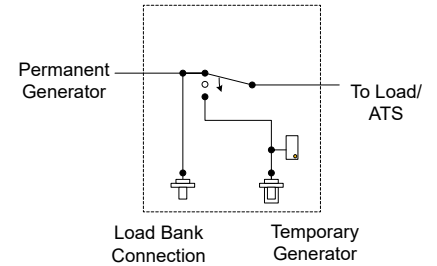 Permanent
Generator
To Load/
ATS
Load Bank
Connection
Temporary
Generator